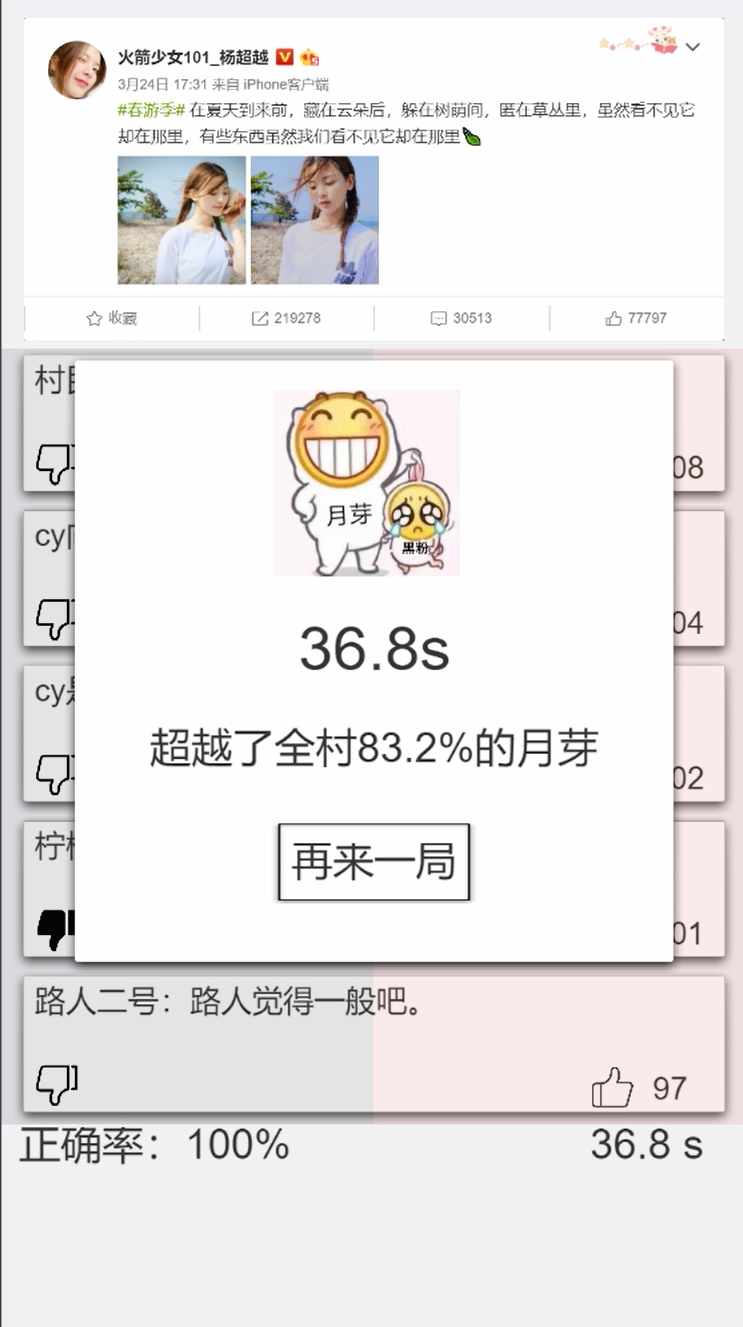 火箭少女101_杨超越
3月24日 17:31 来自 iPhone客户端
#春游季# 在夏天到来前，藏在云朵后，躲在树荫间，匿在草丛里，虽然看不见它
却在那里，有些东西虽然我们看不见它却在那里
收藏
219278
30513
77797
村
08
cy
04
cy是
02
柠
01
月芽
黑粉
36.8s
超越了全村83.2%的月芽
再来一局
路人二号：路人觉得一般吧。
97
正确率：100%
36.8 s